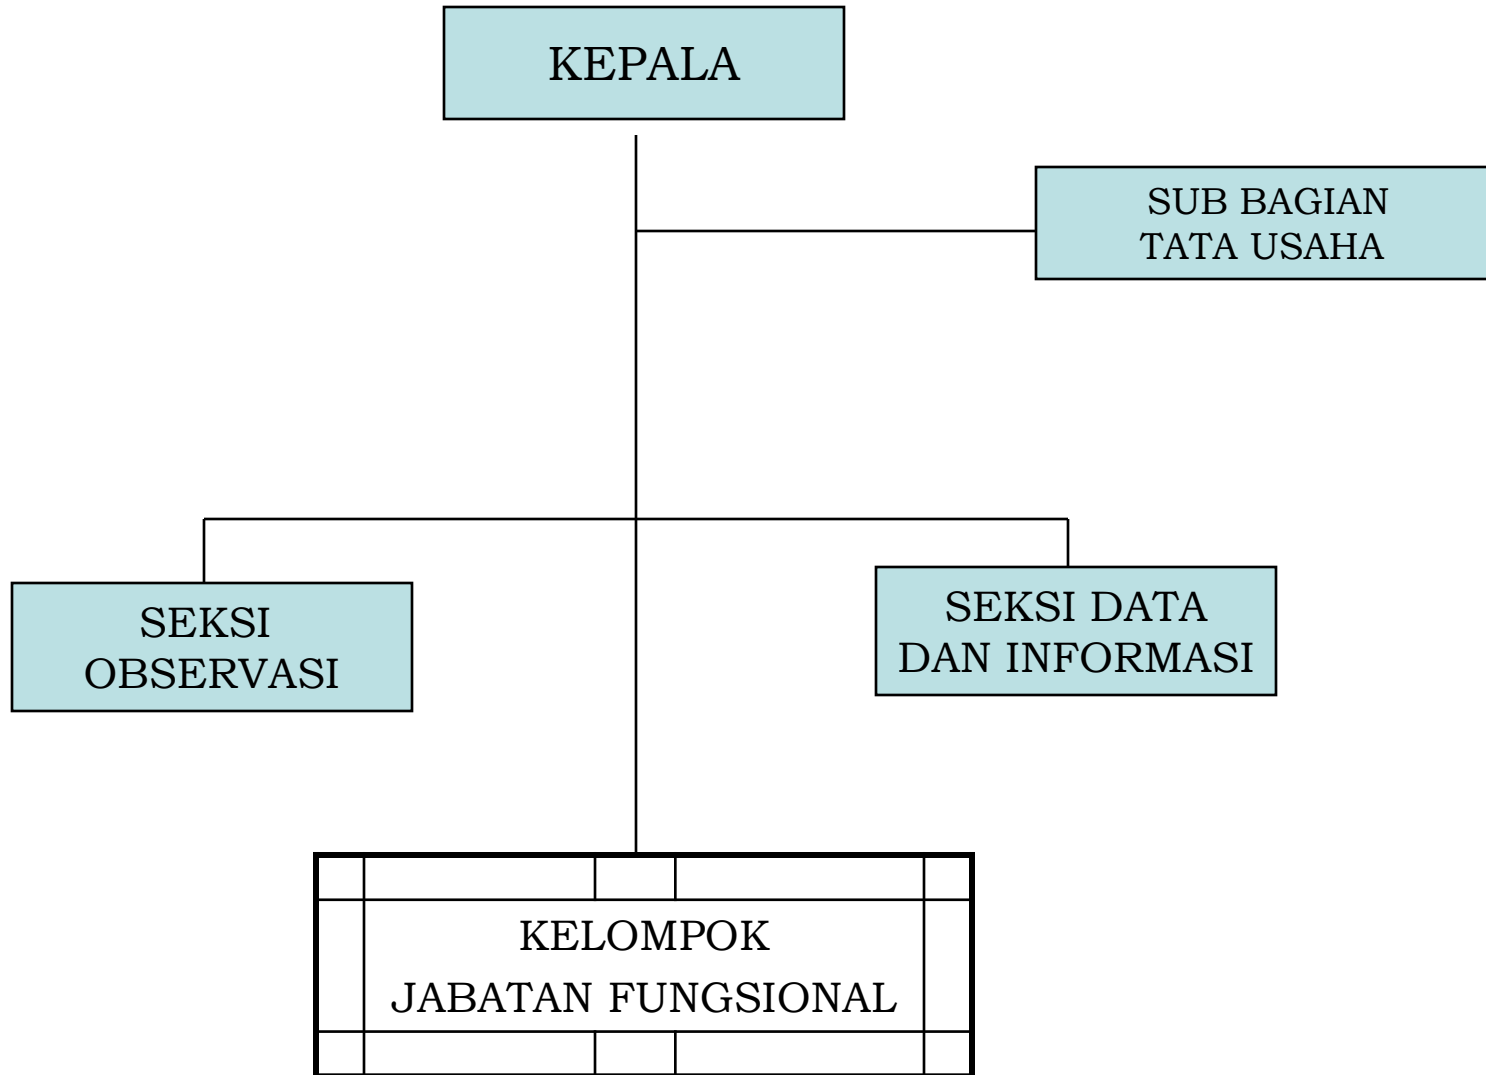 KEPALA
SUB BAGIAN
TATA USAHA
SEKSI
OBSERVASI
SEKSI DATA
DAN INFORMASI
KELOMPOK
JABATAN FUNGSIONAL